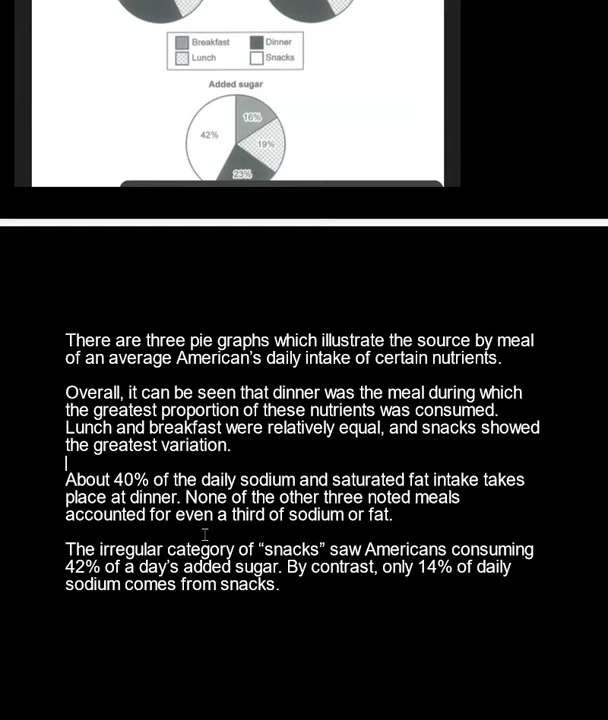 Breakfast
Dinner
Lunch
Snacks
Added sugar
16%
42%
19%
23%
There are three pie graphs which illustrate the source by meal
of an average American's daily intake of certain nutrients.
Overall, it can be seen that dinner was the meal during which
the greatest proportion of these nutrients was consumed.
Lunch and breakfast were relatively equal, and snacks showed
the greatest variation.
About 40% of the daily sodium and saturated fat intake takes
place at dinner. None of the other three noted meals
accounted for even a third of sodium or fat.
The irregular category of “snacks” saw Americans consuming
42% of a day's added sugar. By contrast, only 14% of daily
sodium comes from snacks.